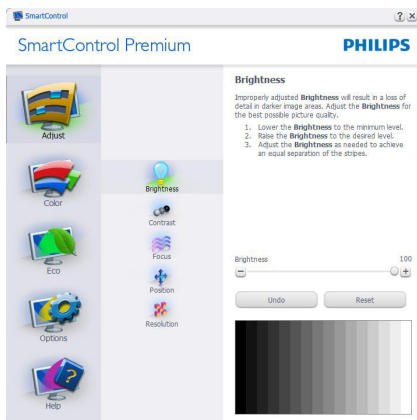 SmartControl
? x
SmartControl Premium
PHILIPS
Adjust
Color
Eco
Options
Help
Brightness
Contrast
Focus
Position
Resolution
Brightness
Improperly adjusted Brightness will result in a loss of
detail in darker image areas. Adjust the Brightness for
the best possible picture quality.
1. Lower the Brightness to the minimum level.
2. Raise the Brightness to the desired level.
3. Adjust the Brightness as needed to achieve
an equal separation of the stripes.
Brightness 100
Undo Reset